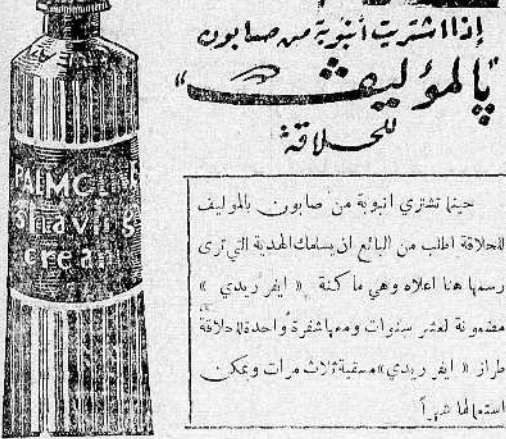 إذا اشتريت أنبوبة من صابون
"پالمؤليف"
للحلاقة
PALMOLIVE
Shaving
cream
حينما تشتري انبوبة من صابون بالموليف
للحلاقة اطلب من البائع ان يسلمك الهدية التي ترى
رسمها هنا اعلاه وهي ماكنة « ايفر ريدي »
مضمونة لعشر سنوات ومعها شفرة واحدة للحلاقة
طراز « ايفر ريدي » مسقية ثلاث مرات ويمكن
استعمالها شهراً